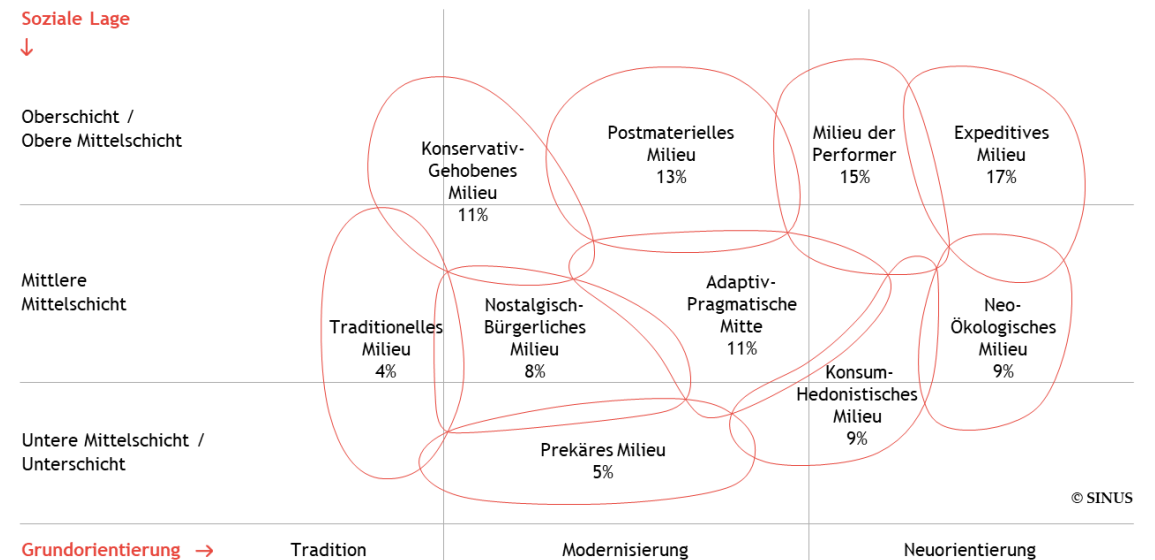 Soziale Lage
↓
Oberschicht /
Obere Mittelschicht
Konservativ-
Gehobenes
Milieu
11%
Postmaterielles
Milieu
13%
Milieu der
Performer
15%
Expeditives
Milieu
17%
Mittlere
Mittelschicht
Traditionelles
Milieu
4%
Nostalgisch-
Bürgerliches
Milieu
8%
Adaptiv-
Pragmatische
Mitte
11%
Konsum-
Hedonistisches
Milieu
9%
Neo-
Ökologisches
Milieu
9%
Untere Mittelschicht /
Unterschicht
Prekäres Milieu
5%
© SINUS
Grundorientierung →
Tradition
Modernisierung
Neuorientierung